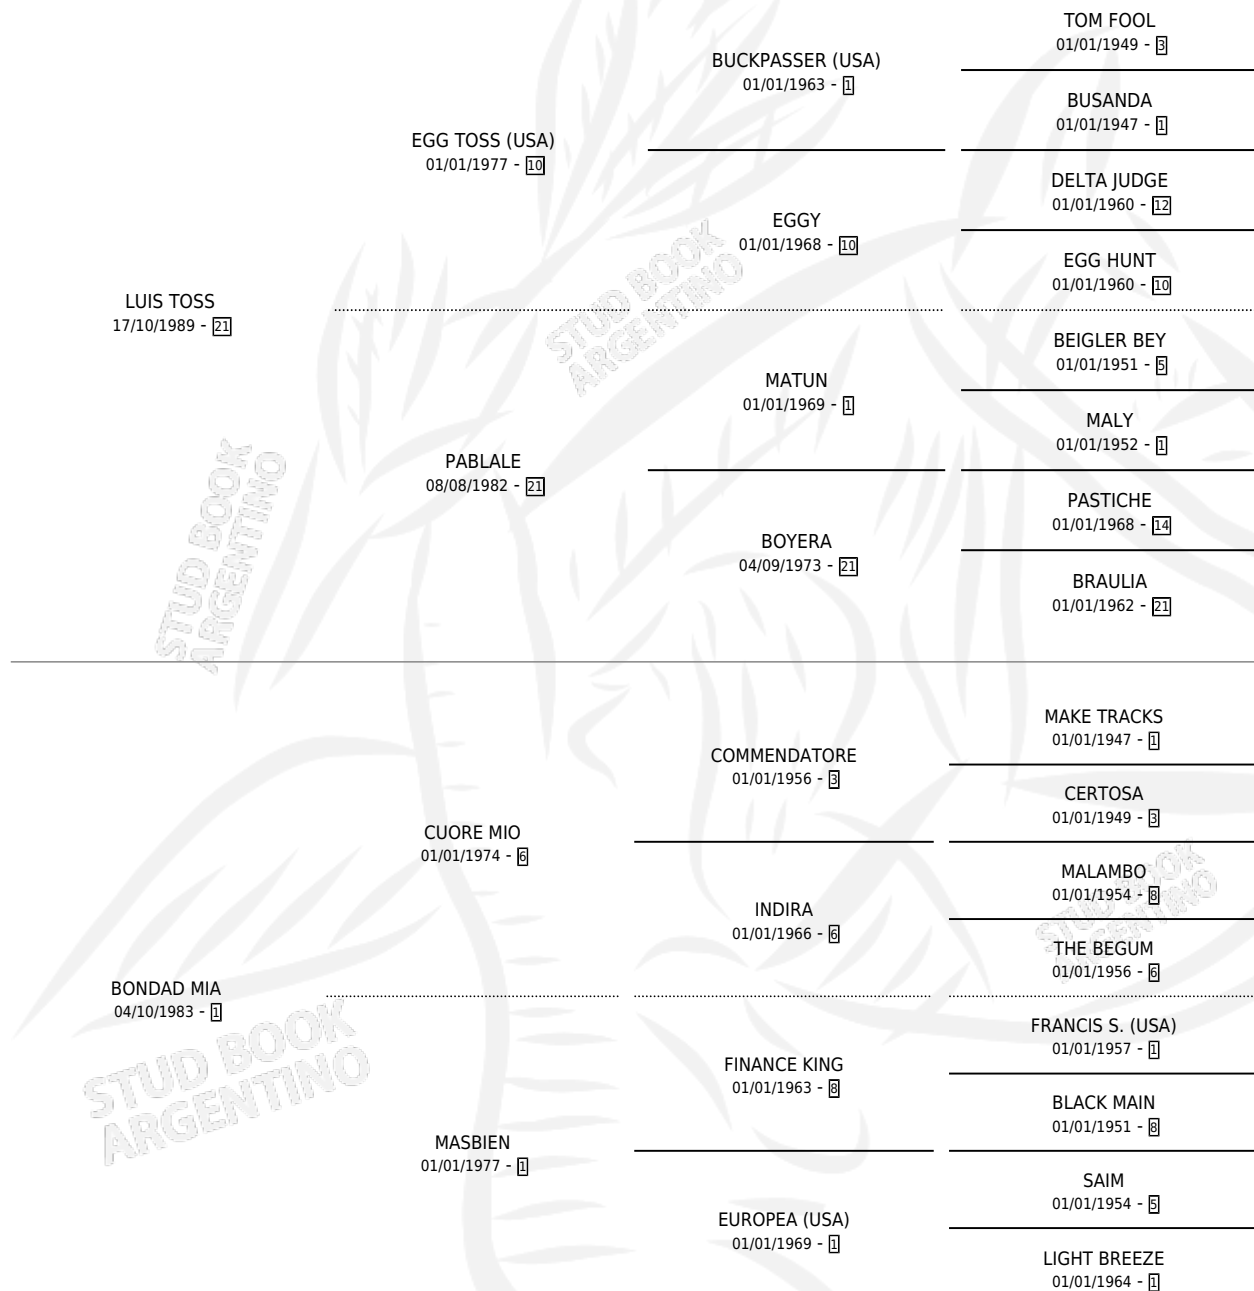 TOM FOOL
01/01/1949 - 3
BUCKPASSER (USA)
01/01/1963 - 1
BUSANDA
01/01/1947 - 1
EGG TOSS (USA)
01/01/1977 - 10
DELTA JUDGE
01/01/1960 - 12
EGGY
01/01/1968 - 10
EGG HUNT
01/01/1960 - 10
LUIS TOSS
17/10/1989 - 21
STUD BOOK
ARGENTINO
BEIGLER BEY
01/01/1951 - 5
MATUN
01/01/1969 - 1
MALY
01/01/1952 - 1
PABLALE
08/08/1982 - 21
PASTICHE
01/01/1968 - 14
BOYERA
04/09/1973 - 21
BRAULIA
01/01/1962 - 21
STUD BOOK
ARGENTINO
MAKE TRACKS
01/01/1947 - 1
COMMENDATORE
01/01/1956 - 3
CERTOSA
01/01/1949 - 3
CUORE MIO
01/01/1974 - 6
MALAMBO
01/01/1954 - 8
INDIRA
01/01/1966 - 6
THE BEGUM
01/01/1956 - 6
STUD BOOK
ARGENTINO
BONDAD MIA
04/10/1983 - 1
FRANCIS S. (USA)
01/01/1957 - 1
FINANCE KING
01/01/1963 - 8
BLACK MAIN
01/01/1951 - 8
STUD BOOK
ARGENTINO
MASBIEN
01/01/1977 - 1
SAIM
01/01/1954 - 5
EUROPEA (USA)
01/01/1969 - 1
LIGHT BREEZE
01/01/1964 - 1